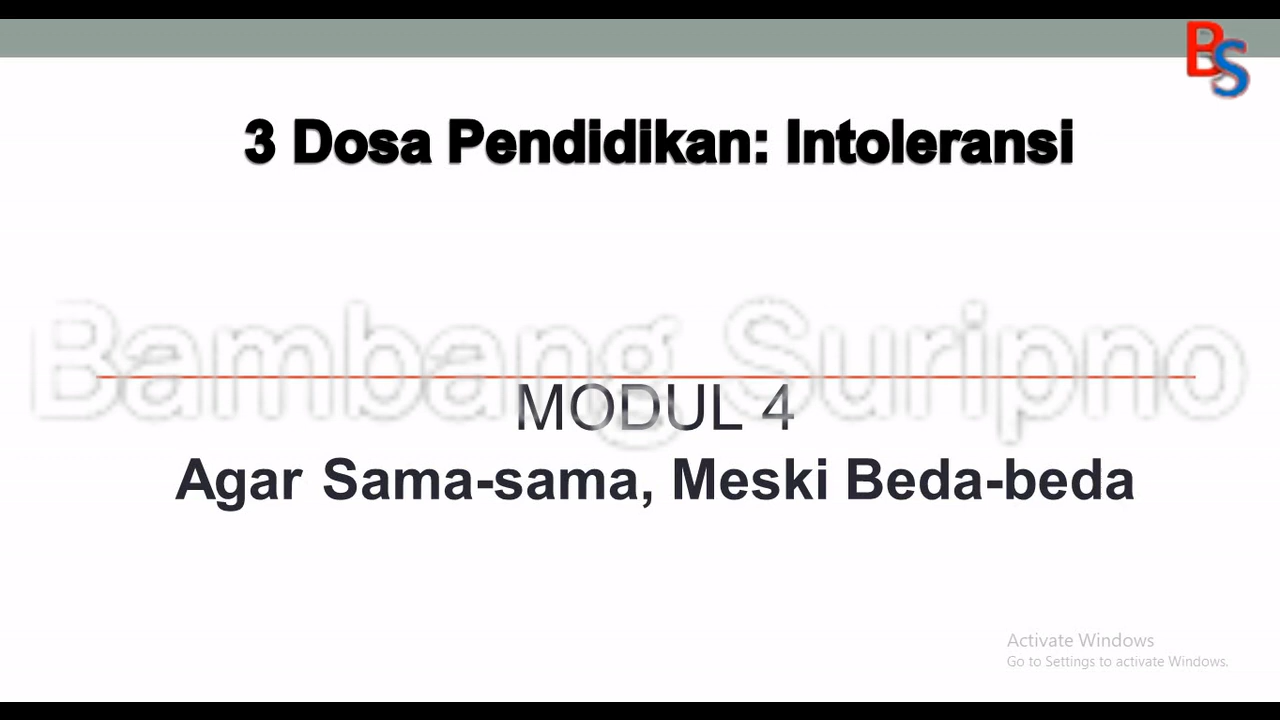 BS
3 Dosa Pendidikan: Intoleransi
Bambang Suripno
MODUL 4
Agar Sama-sama, Meski Beda-beda
Activate Windows
Go to Settings to activate Windows.